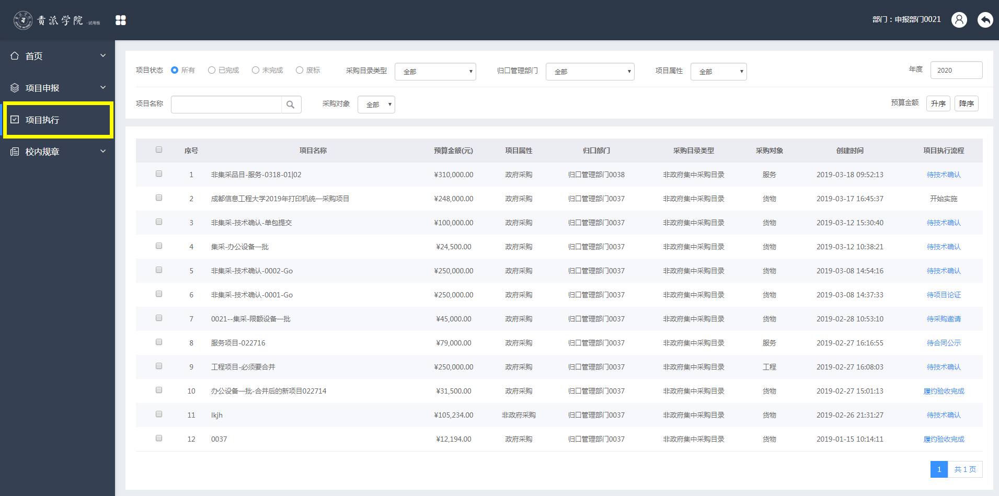 贵派学院 ·试用版
部门：申报部门0021
首页
项目申报
项目执行
校内规章
项目状态 所有 已完成 未完成 废标 采购目录类型 全部 归口管理部门 全部 项目属性 全部 年度 2020
项目名称 采购对象 全部 预算金额 升序 降序
序号 项目名称 预算金额(元) 项目属性 归口部门 采购目录类型 采购对象 创建时间 项目执行流程
1 非集采品目-服务-0318-01|02 ¥310,000.00 政府采购 归口管理部门0038 非政府集中采购目录 服务 2019-03-18 09:52:13 待技术确认
2 成都信息工程大学2019年打印机统一采购项目 ¥248,000.00 政府采购 归口管理部门0037 非政府集中采购目录 货物 2019-03-17 16:45:37 开始实施
3 非集采-技术确认-单包提交 ¥100,000.00 政府采购 归口管理部门0037 非政府集中采购目录 货物 2019-03-12 15:30:40 待技术确认
4 集采-办公设备一批 ¥24,500.00 政府采购 归口管理部门0037 非政府集中采购目录 货物 2019-03-12 10:38:21 待技术确认
5 非集采-技术确认-0002-Go ¥250,000.00 政府采购 归口管理部门0037 非政府集中采购目录 货物 2019-03-08 14:54:16 待技术确认
6 非集采-技术确认-0001-Go ¥250,000.00 政府采购 归口管理部门0037 非政府集中采购目录 货物 2019-03-08 14:37:33 待项目论证
7 0021--集采-限额设备一批 ¥45,000.00 政府采购 归口管理部门0037 非政府集中采购目录 货物 2019-02-28 10:53:10 待采购邀请
8 服务项目-022716 ¥79,000.00 政府采购 归口管理部门0037 非政府集中采购目录 服务 2019-02-27 16:16:55 待合同公示
9 工程项目-必须要合并 ¥250,000.00 政府采购 归口管理部门0037 非政府集中采购目录 工程 2019-02-27 16:08:03 待技术确认
10 办公设备一批-合并后的新项目022714 ¥31,500.00 政府采购 归口管理部门0037 非政府集中采购目录 货物 2019-02-27 15:01:13 履约验收完成
11 lkjh ¥105,234.00 非政府采购 归口管理部门0037 非政府集中采购目录 货物 2019-02-26 21:31:27 待技术确认
12 0037 ¥12,194.00 政府采购 归口管理部门0037 非政府集中采购目录 货物 2019-01-15 10:14:11 履约验收完成
1 共 1 页